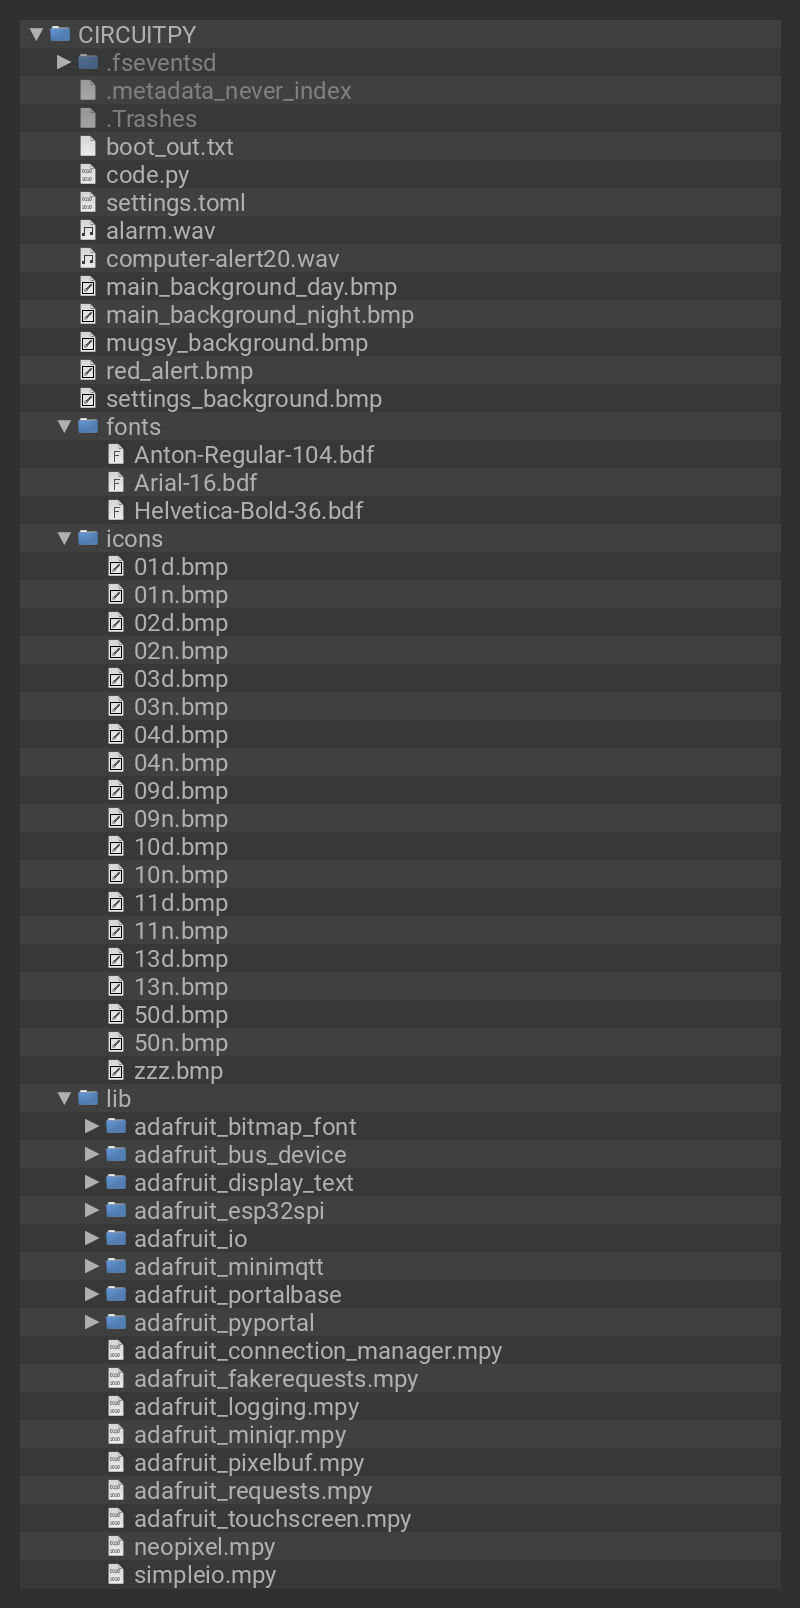 CIRCUITPY
.fseventsd
.metadata_never_index
.Trashes
boot_out.txt
code.py
settings.toml
alarm.wav
computer-alert20.wav
main_background_day.bmp
main_background_night.bmp
mugsy_background.bmp
red_alert.bmp
settings_background.bmp
fonts
Anton-Regular-104.bdf
Arial-16.bdf
Helvetica-Bold-36.bdf
icons
01d.bmp
01n.bmp
02d.bmp
02n.bmp
03d.bmp
03n.bmp
04d.bmp
04n.bmp
09d.bmp
09n.bmp
10d.bmp
10n.bmp
11d.bmp
11n.bmp
13d.bmp
13n.bmp
50d.bmp
50n.bmp
zzz.bmp
lib
adafruit_bitmap_font
adafruit_bus_device
adafruit_display_text
adafruit_esp32spi
adafruit_io
adafruit_minimqtt
adafruit_portalbase
adafruit_pyportal
adafruit_connection_manager.mpy
adafruit_fakerequests.mpy
adafruit_logging.mpy
adafruit_miniqr.mpy
adafruit_pixelbuf.mpy
adafruit_requests.mpy
adafruit_touchscreen.mpy
neopixel.mpy
simpleio.mpy